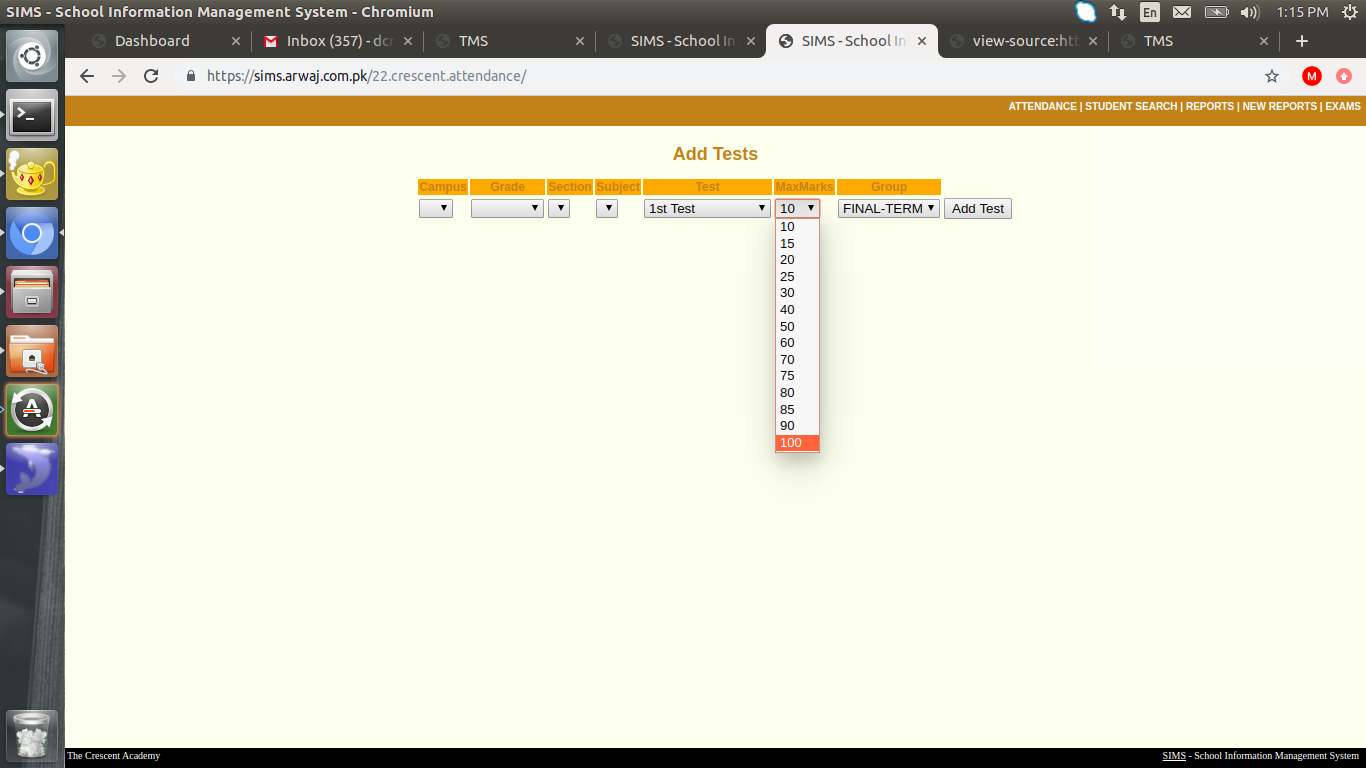 SIMS - School Information Management System - Chromium
En
1:15 PM
Dashboard
Inbox (357) - dcr
TMS
SIMS - School In
SIMS - School In
view-source:htt
TMS
https://sims.arwaj.com.pk/22.crescent.attendance/
M
ATTENDANCE | STUDENT SEARCH | REPORTS | NEW REPORTS | EXAMS
Add Tests
Campus Grade Section Subject Test MaxMarks Group
1st Test 10 FINAL-TERM Add Test
10
15
20
25
30
40
50
60
70
75
80
85
90
100
The Crescent Academy
SIMS - School Information Management System